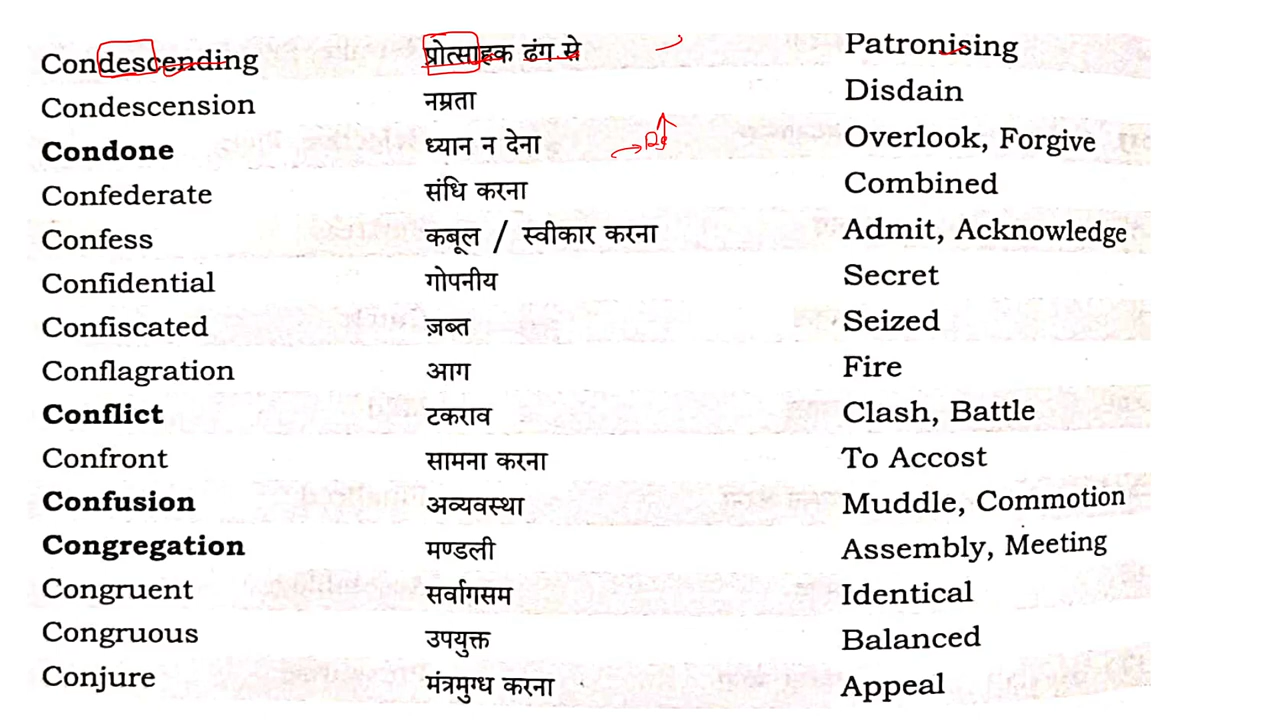 Condescending प्रोत्साहक ढंग से Patronising
Condescension नम्रता Disdain
Condone ध्यान न देना Overlook, Forgive
Confederate संधि करना Combined
Confess कबूल / स्वीकार करना Admit, Acknowledge
Confidential गोपनीय Secret
Confiscated ज़ब्त Seized
Conflagration आग Fire
Conflict टकराव Clash, Battle
Confront सामना करना To Accost
Confusion अव्यवस्था Muddle, Commotion
Congregation मण्डली Assembly, Meeting
Congruent सर्वागसम Identical
Congruous उपयुक्त Balanced
Conjure मंत्रमुग्ध करना Appeal